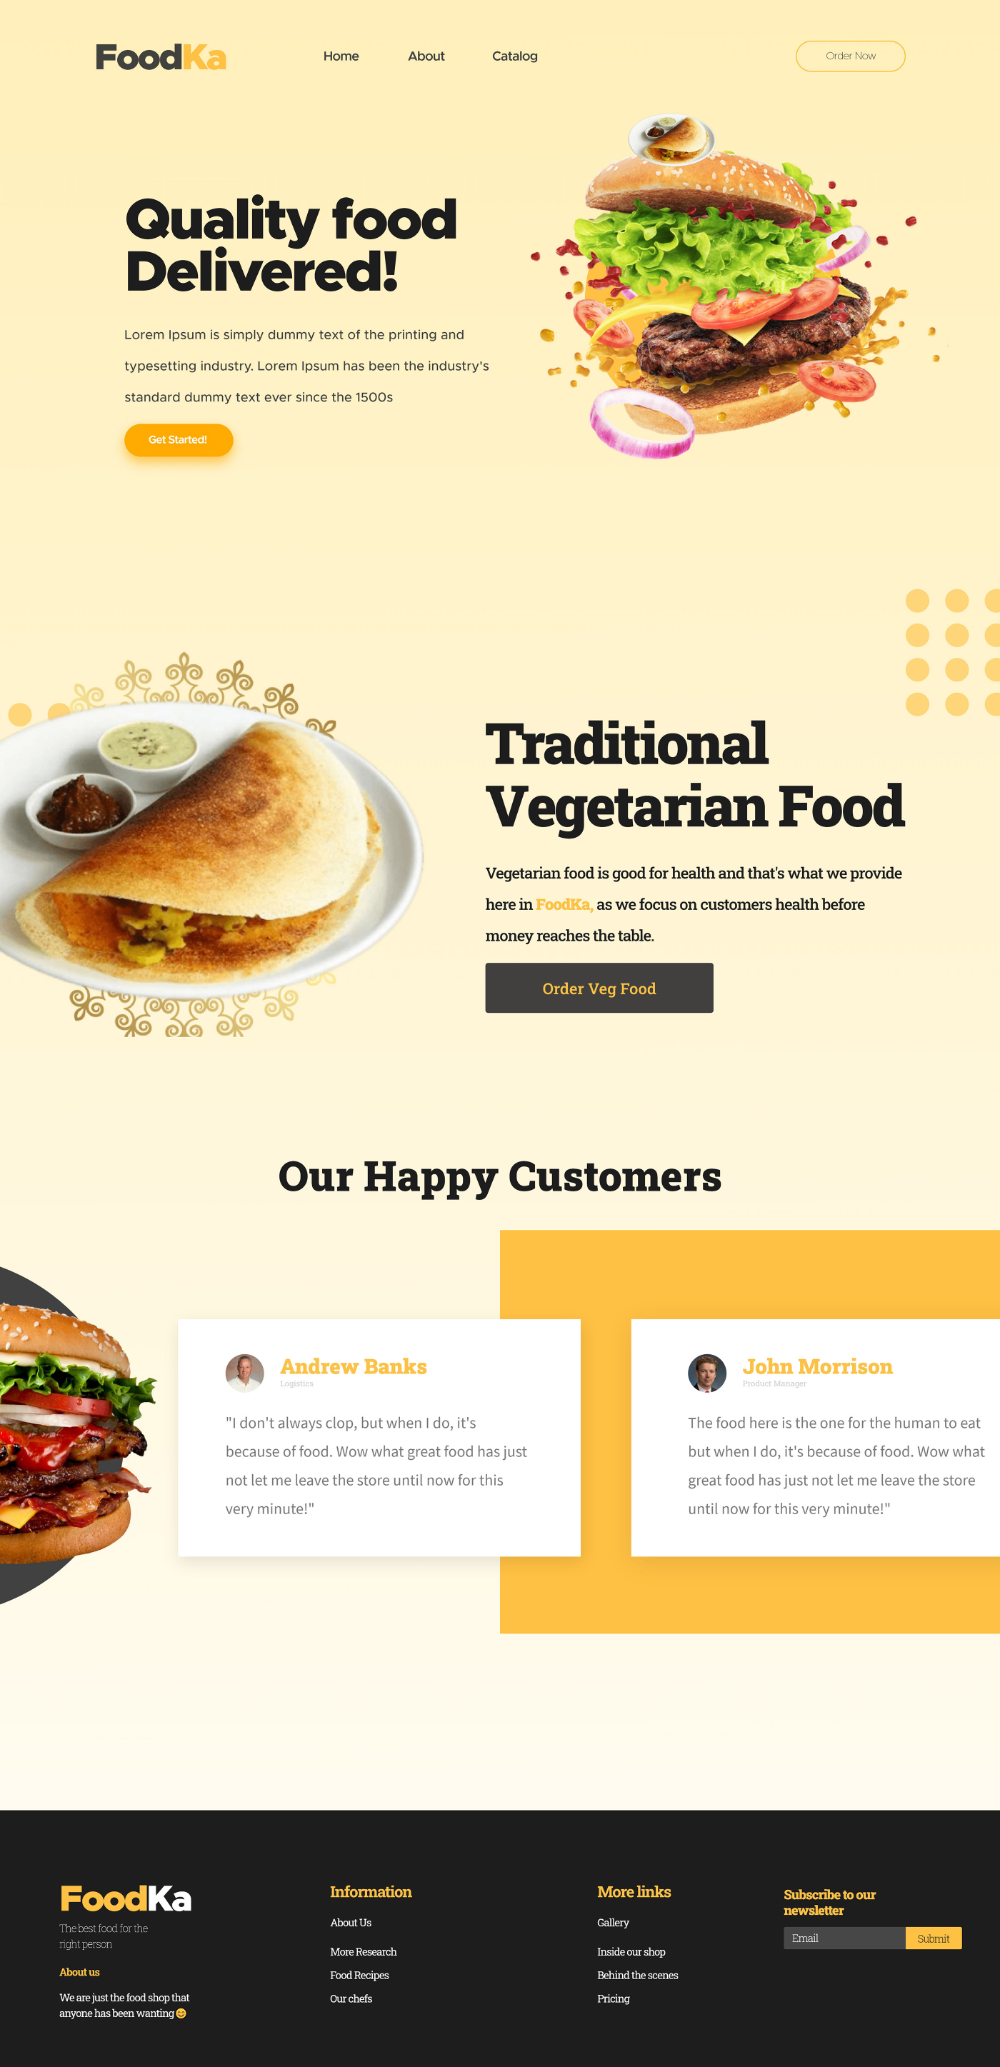 FoodKa
Home
About
Catalog
Order Now
Quality food
Delivered!
Lorem Ipsum is simply dummy text of the printing and
typesetting industry. Lorem Ipsum has been the industry's
standard dummy text ever since the 1500s
Get Started!
Traditional
Vegetarian Food
Vegetarian food is good for health and that's what we provide
here in FoodKa, as we focus on customers health before
money reaches the table.
Order Veg Food
Our Happy Customers
Andrew Banks
Logistics
"I don't always clop, but when I do, it's
because of food. Wow what great food has just
not let me leave the store until now for this
very minute!"
John Morrison
Product Manager
The food here is the one for the human to eat
but when I do, it's because of food. Wow what
great food has just not let me leave the store
until now for this very minute!"
FoodKa
The best food for the
right person
About us
We are just the food shop that
anyone has been wanting😊
Information
About Us
More Research
Food Recipes
Our chefs
More links
Gallery
Inside our shop
Behind the scenes
Pricing
Subscribe to our
newsletter
Email
Submit